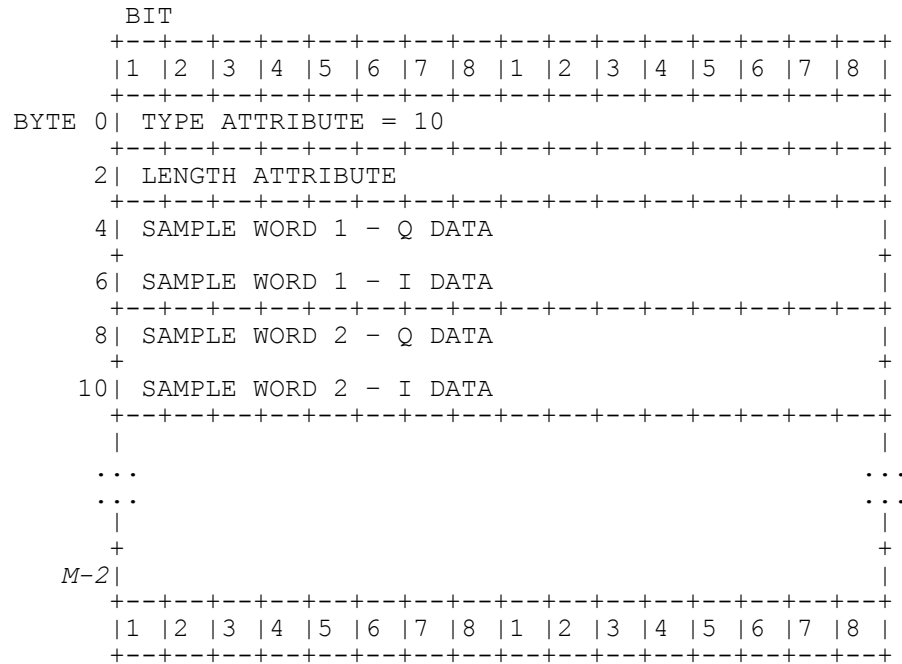 BIT
+--+--+--+--+--+--+--+--+--+--+--+--+--+--+--+--+
|1 |2 |3 |4 |5 |6 |7 |8 |1 |2 |3 |4 |5 |6 |7 |8 |
+--+--+--+--+--+--+--+--+--+--+--+--+--+--+--+--+
BYTE 0| TYPE ATTRIBUTE = 10 |
+--+--+--+--+--+--+--+--+--+--+--+--+--+--+--+--+
2| LENGTH ATTRIBUTE |
+--+--+--+--+--+--+--+--+--+--+--+--+--+--+--+--+
4| SAMPLE WORD 1 – Q DATA |
+ +
6| SAMPLE WORD 1 – I DATA |
+--+--+--+--+--+--+--+--+--+--+--+--+--+--+--+--+
8| SAMPLE WORD 2 – Q DATA |
+ +
10| SAMPLE WORD 2 – I DATA |
+--+--+--+--+--+--+--+--+--+--+--+--+--+--+--+--+
| |
... ...
... ...
| |
+ +
M–2| |
+--+--+--+--+--+--+--+--+--+--+--+--+--+--+--+--+
|1 |2 |3 |4 |5 |6 |7 |8 |1 |2 |3 |4 |5 |6 |7 |8 |
+--+--+--+--+--+--+--+--+--+--+--+--+--+--+--+--+